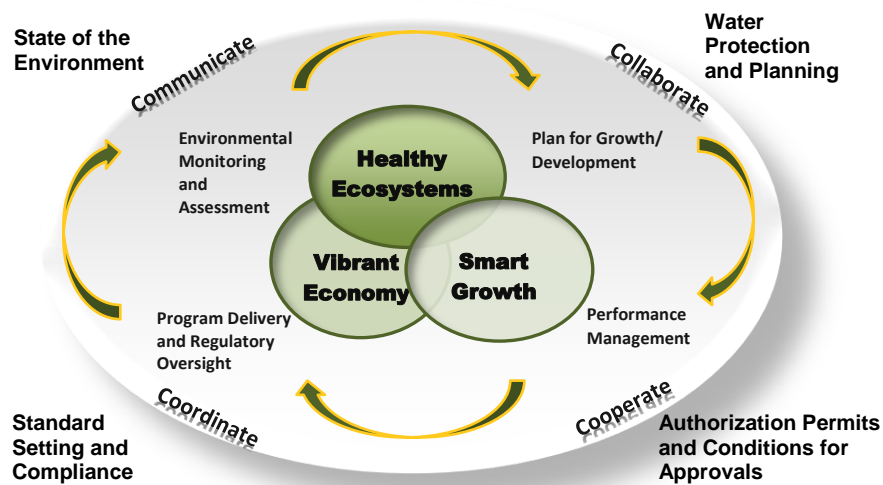 State of the
Environment
Communicate
Collaborate
Water
Protection
and Planning
Environmental
Monitoring
and
Assessment
Healthy
Ecosystems
Plan for Growth/
Development
Vibrant
Economy
Smart
Growth
Program Delivery
and Regulatory
Oversight
Performance
Management
Coordinate
Cooperate
Standard
Setting and
Compliance
Authorization Permits
and Conditions for
Approvals